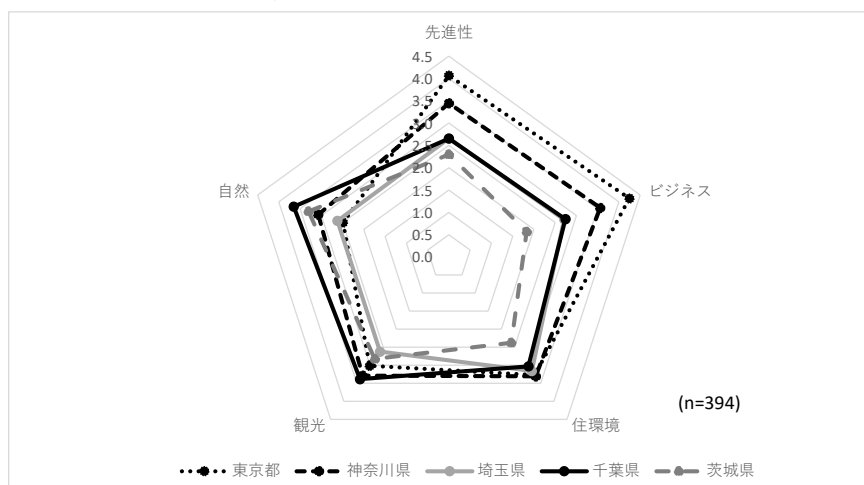 先進性
4.5
4.0
3.5
3.0
2.5
2.0
1.5
1.0
0.5
0.0
自然
ビジネス
観光
住環境
(n=394)
東京都 神奈川県 埼玉県 千葉県 茨城県